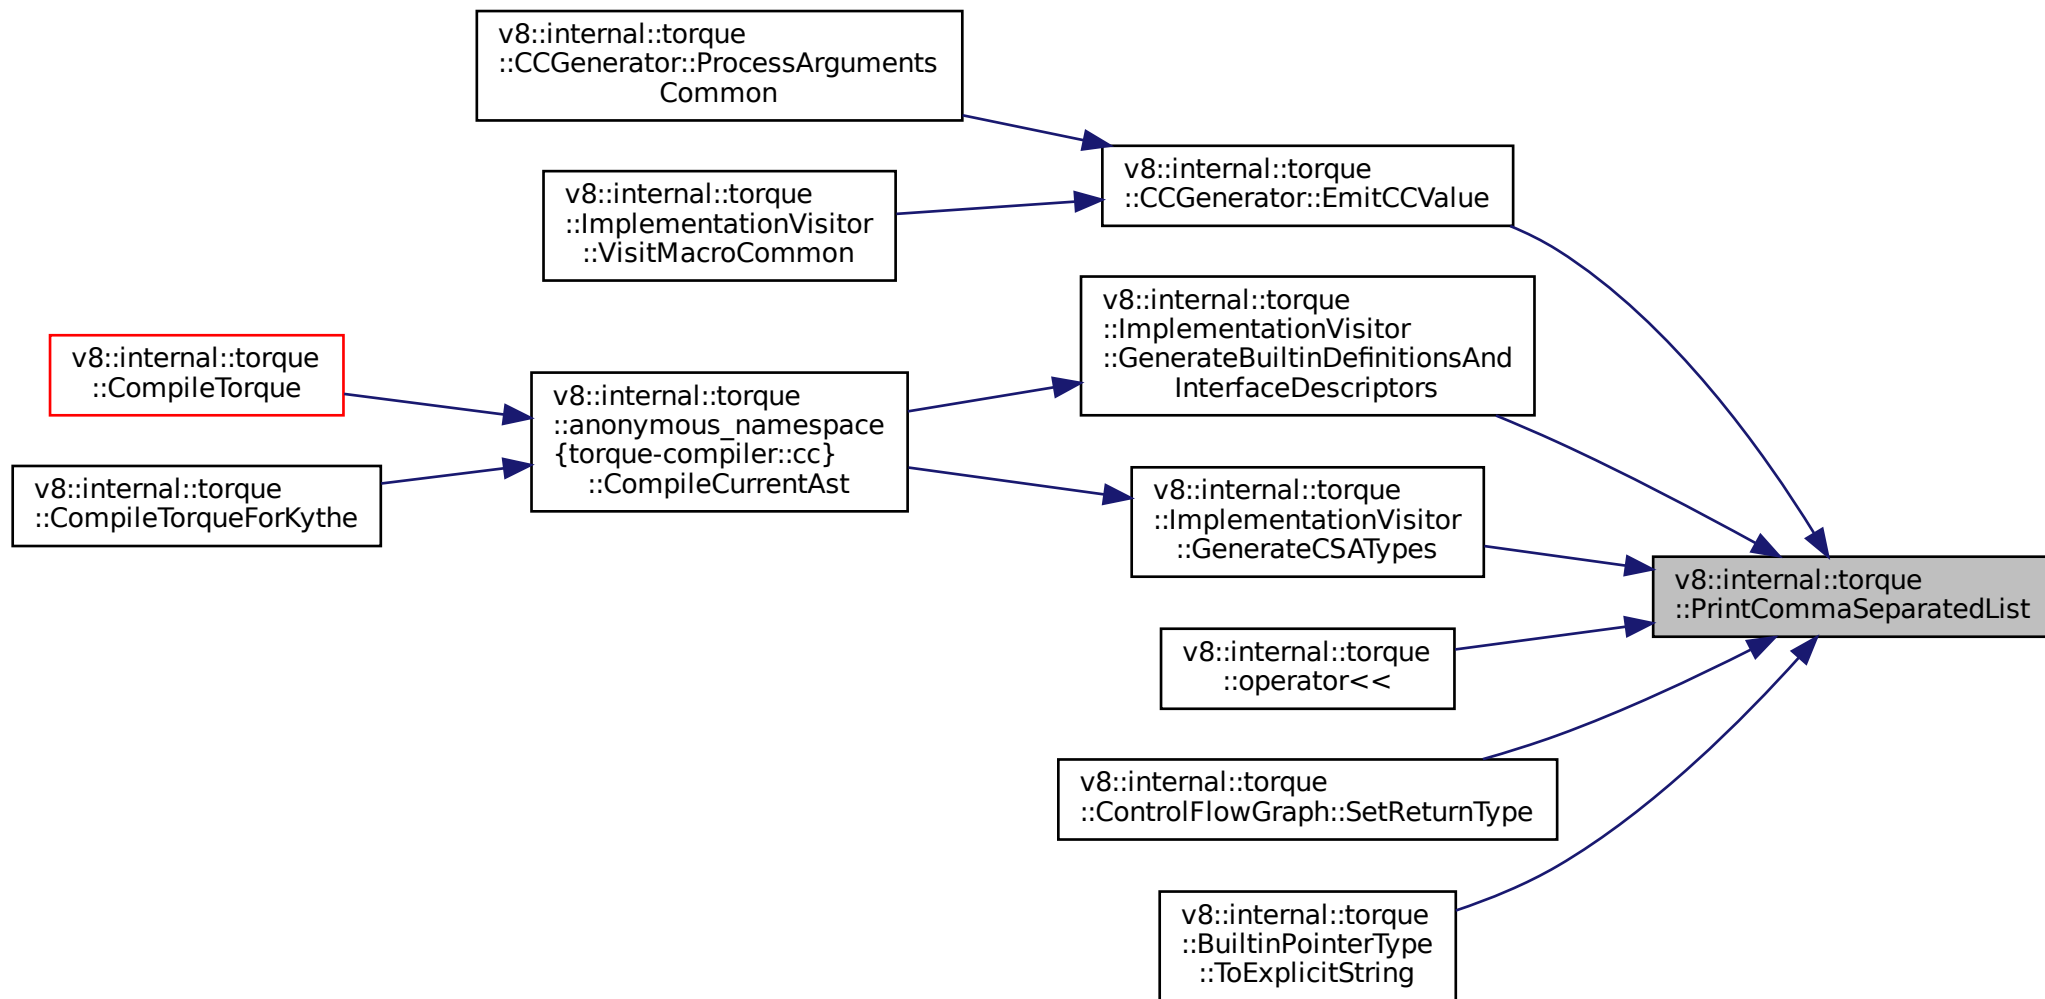 v8::internal::torque
::CCGenerator::ProcessArguments
Common
v8::internal::torque
::CCGenerator::EmitCCValue
v8::internal::torque
::ImplementationVisitor
::VisitMacroCommon
v8::internal::torque
::ImplementationVisitor
::GenerateBuiltinDefinitionsAnd
InterfaceDescriptors
v8::internal::torque
::CompileTorque
v8::internal::torque
::anonymous_namespace
{torque-compiler::cc}
::CompileCurrentAst
v8::internal::torque
::CompileTorqueForKythe
v8::internal::torque
::ImplementationVisitor
::GenerateCSATypes
v8::internal::torque
::PrintCommaSeparatedList
v8::internal::torque
::operator<<
v8::internal::torque
::ControlFlowGraph::SetReturnType
v8::internal::torque
::BuiltinPointerType
::ToExplicitString